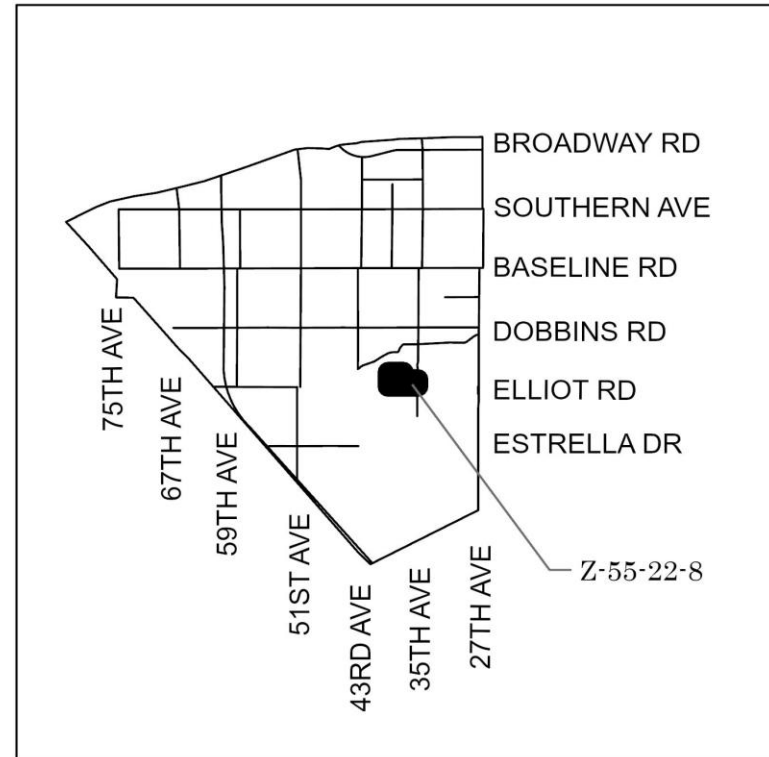 BROADWAY RD
SOUTHERN AVE
BASELINE RD
DOBBINS RD
ELLIOT RD
ESTRELLA DR
75TH AVE
67TH AVE
59TH AVE
51ST AVE
43RD AVE
35TH AVE
27TH AVE
Z-55-22-8